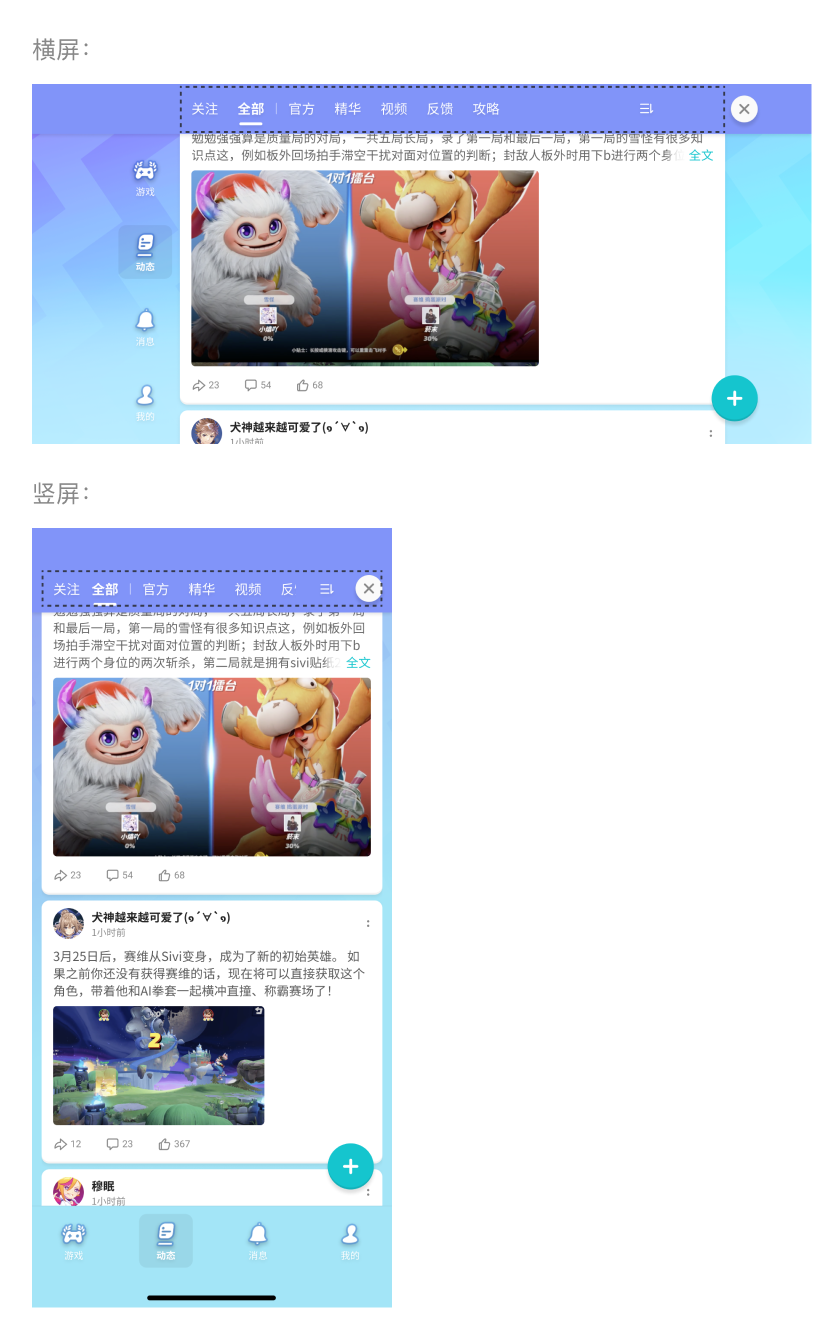 横屏：
关注 全部 官方 精华 视频 反馈 攻略
勉勉强强算是质量局的对局，一共五局长局，录了第一局和最后一局，第一局的雪怪有很多知
识点这，例如板外回场拍手滞空干扰对面对位置的判断；封敌人板外时用下b进行两个身位 全文
游戏
动态
消息
我的
1对1擂台
雪怪
0%
30%
23 54 68
犬神越来越可爱了(๑´∀`๑)
1小时前
竖屏：
关注 全部 官方 精华 视频 反
和最后一局，第一局的雪怪有很多知识点这，例如板外回
场拍手滞空干扰对面对位置的判断；封敌人板外时用下b
进行两个身位的两次斩杀，第二局就是拥有sivi贴纸 全文
1对1擂台
雪怪
0%
30%
23 54 68
犬神越来越可爱了(๑´∀`๑)
1小时前
3月25日后，赛维从Sivi变身，成为了新的初始英雄。 如
果之前你还没有获得赛维的话，现在将可以直接获取这个
角色，带着他和AI拳套一起横冲直撞、称霸赛场了！
2
12 23 367
穆眠
1小时前
游戏 动态 消息 我的